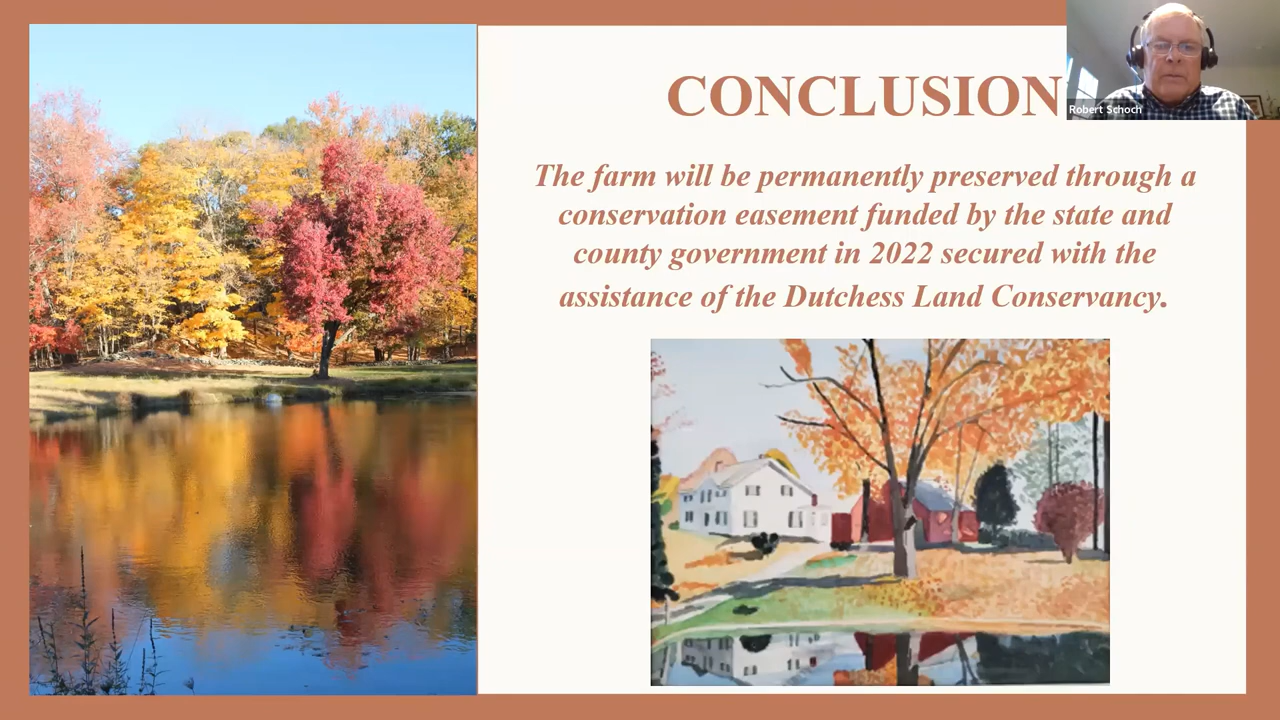 CONCLUSION
Robert Schoch
The farm will be permanently preserved through a
conservation easement funded by the state and
county government in 2022 secured with the
assistance of the Dutchess Land Conservancy.